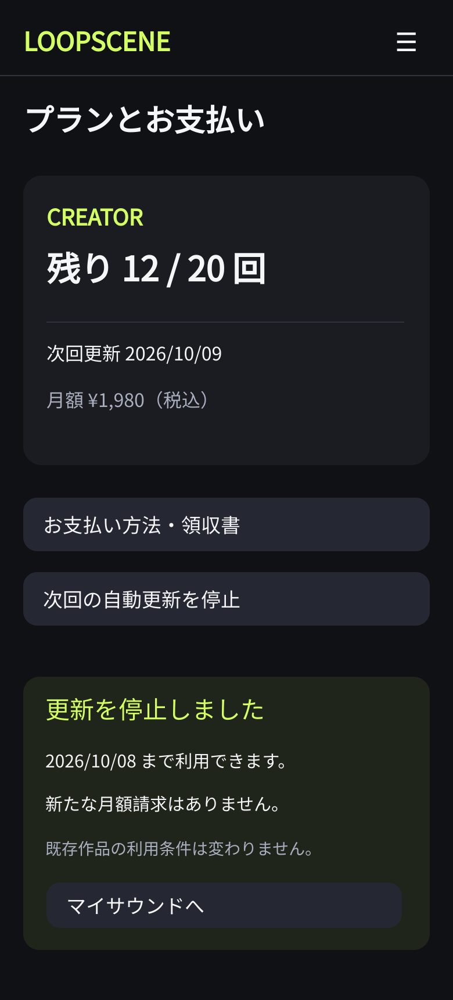 LOOPSCENE
プランとお支払い
CREATOR
残り 12 / 20 回
次回更新 2026/10/09
月額 ¥1,980（税込）
お支払い方法・領収書
次回の自動更新を停止
更新を停止しました
2026/10/08 まで利用できます。
新たな月額請求はありません。
既存作品の利用条件は変わりません。
マイサウンドへ